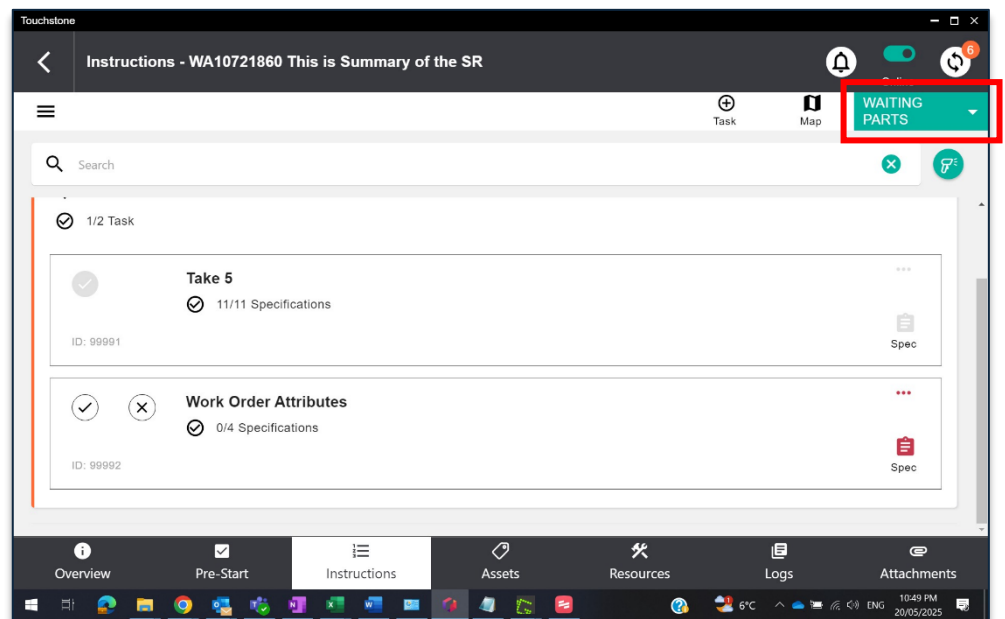 Touchstone
Instructions - WA10721860 This is Summary of the SR
6
Task
Map
WAITING
PARTS
Search
1/2 Task
Take 5
11/11 Specifications
ID: 99991
Spec
Work Order Attributes
0/4 Specifications
ID: 99992
Spec
Overview
Pre-Start
Instructions
Assets
Resources
Logs
Attachments
6°C
ENG
10:49 PM
20/05/2025